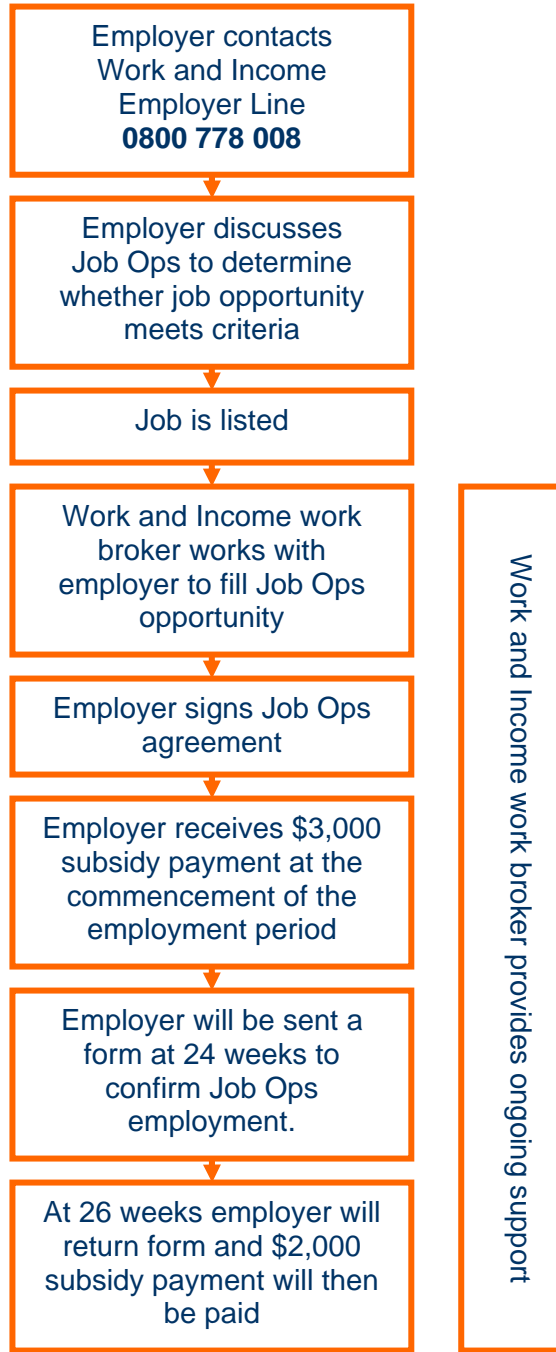 Employer contacts
Work and Income
Employer Line
0800 778 008
Employer discusses
Job Ops to determine
whether job opportunity
meets criteria
Job is listed
Work and Income work
broker works with
employer to fill Job Ops
opportunity
Employer signs Job Ops
agreement
Employer receives $3,000
subsidy payment at the
commencement of the
employment period
Employer will be sent a
form at 24 weeks to
confirm Job Ops
employment.
At 26 weeks employer will
return form and $2,000
subsidy payment will then
be paid
Work and Income work broker provides ongoing support